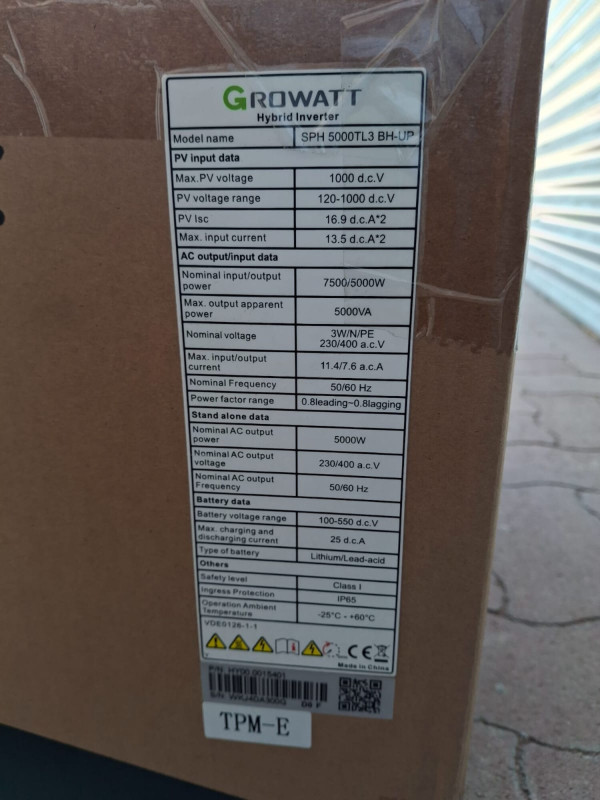 GROWATT
Hybrid Inverter
Model name SPH 5000TL3 BH-UP
PV input data
Max.PV voltage 1000 d.c.V
PV voltage range 120-1000 d.c.V
PV Isc 16.9 d.c.A*2
Max. input current 13.5 d.c.A*2
AC output/input data
Nominal input/output power 7500/5000W
Max. output apparent power 5000VA
Nominal voltage 3W/N/PE 230/400 a.c.V
Max. input/output current 11.4/7.6 a.c.A
Nominal Frequency 50/60 Hz
Power factor range 0.8leading~0.8lagging
Stand alone data
Nominal AC output power 5000W
Nominal AC output voltage 230/400 a.c.V
Nominal AC output Frequency 50/60 Hz
Battery data
Battery voltage range 100-550 d.c.V
Max. charging and discharging current 25 d.c.A
Type of battery Lithium/Lead-acid
Others
Safety level Class I
Ingress Protection IP65
Operation Ambient Temperature -25°C - +60°C
VDE0126-1-1
CE
Made in China
P/N: HY00.0015401
S/N:
TPM-E